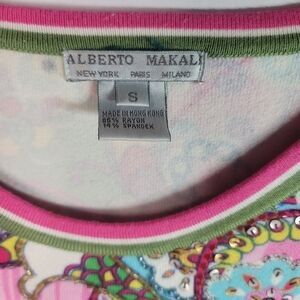 ALBERTO MAKALI
NEW YORK PARIS MILANO
S
MADE IN HONG KONG
86% RAYON
14% SPANDEX